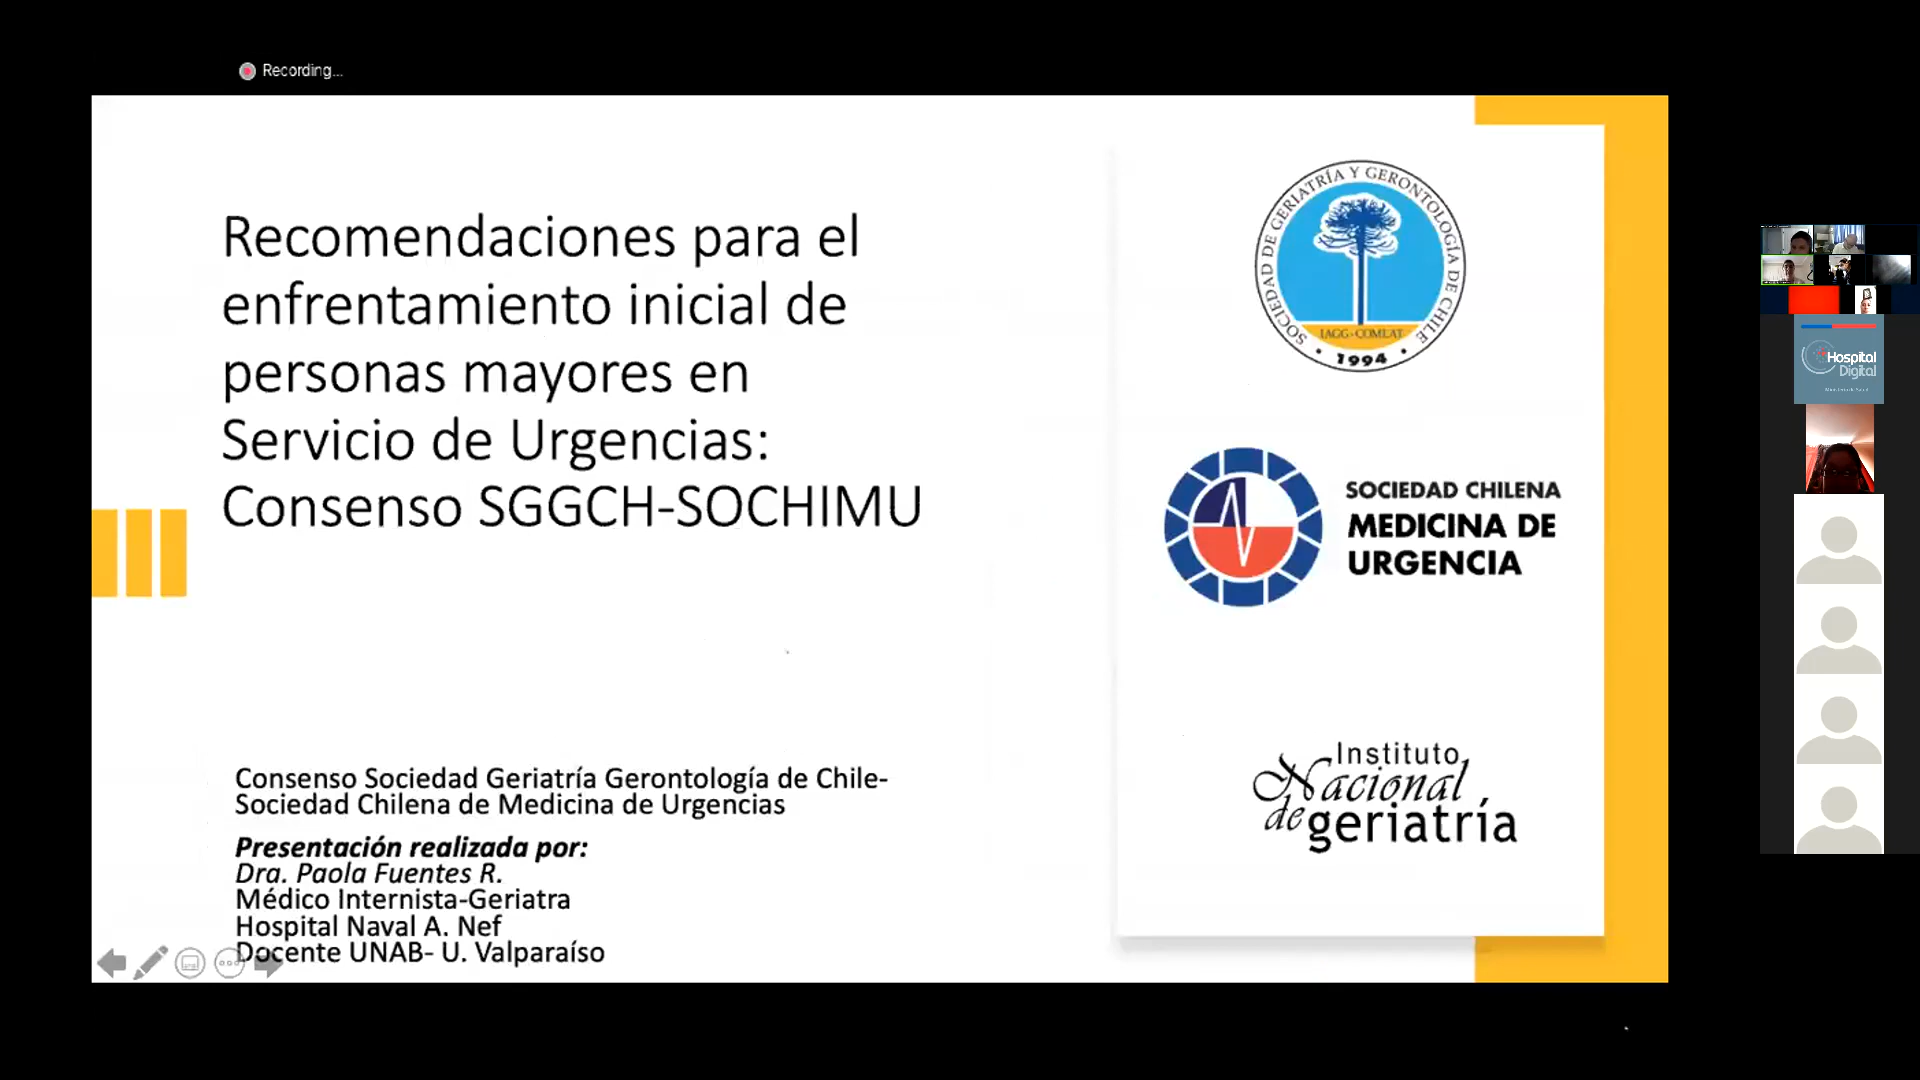 Recording...
Recomendaciones para el
enfrentamiento inicial de
personas mayores en
Servicio de Urgencias:
Consenso SGGCH-SOCHIMU
Consenso Sociedad Geriatría Gerontología de Chile-
Sociedad Chilena de Medicina de Urgencias
Presentación realizada por:
Dra. Paola Fuentes R.
Médico Internista-Geriatra
Hospital Naval A. Nef
Docente UNAB- U. Valparaíso
SOCIEDAD DE GERIATRÍA Y GERONTOLOGÍA DE CHILE
IAGG - COMLAT
• 1994 •
SOCIEDAD CHILENA
MEDICINA DE
URGENCIA
Instituto
Nacional
de geriatría
Hospital
Digital